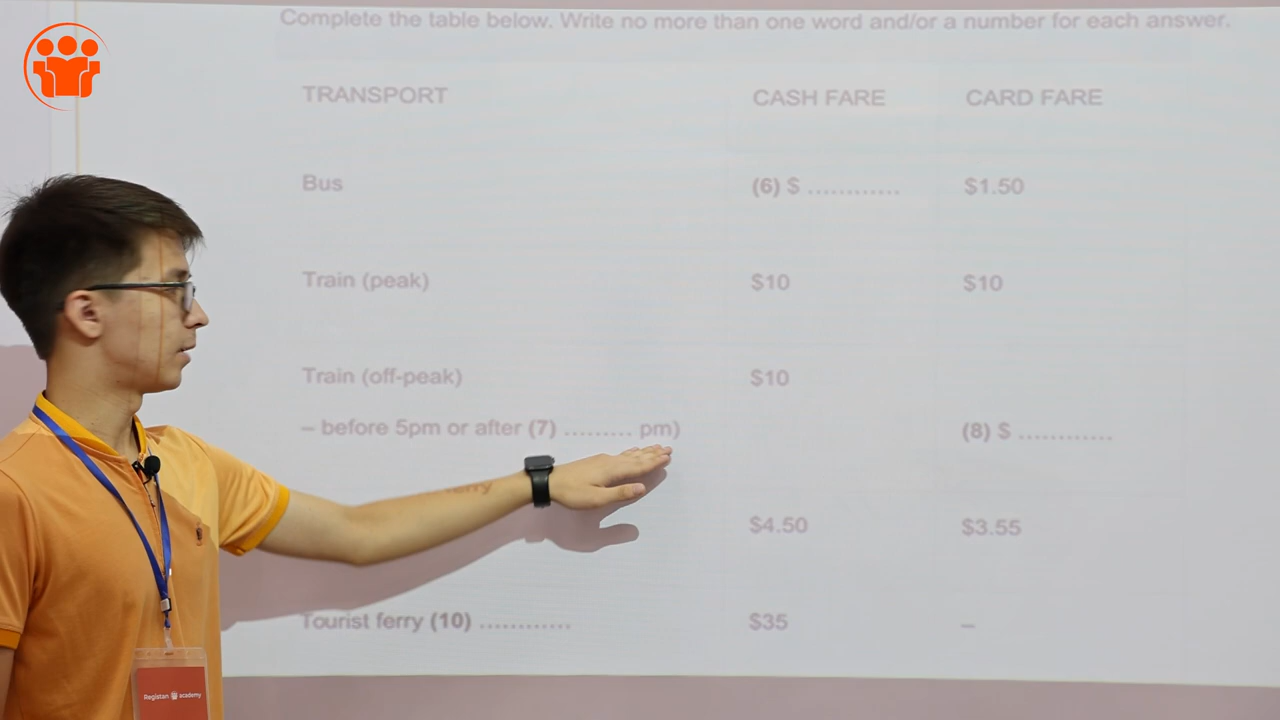 Complete the table below. Write no more than one word and/or a number for each answer.
TRANSPORT CASH FARE CARD FARE
Bus (6) $ ............ $1.50
Train (peak) $10 $10
Train (off-peak) $10
– before 5pm or after (7) ......... pm) (8) $ ............
ferry $4.50 $3.55
Tourist ferry (10) ............ $35 –
Registan academy